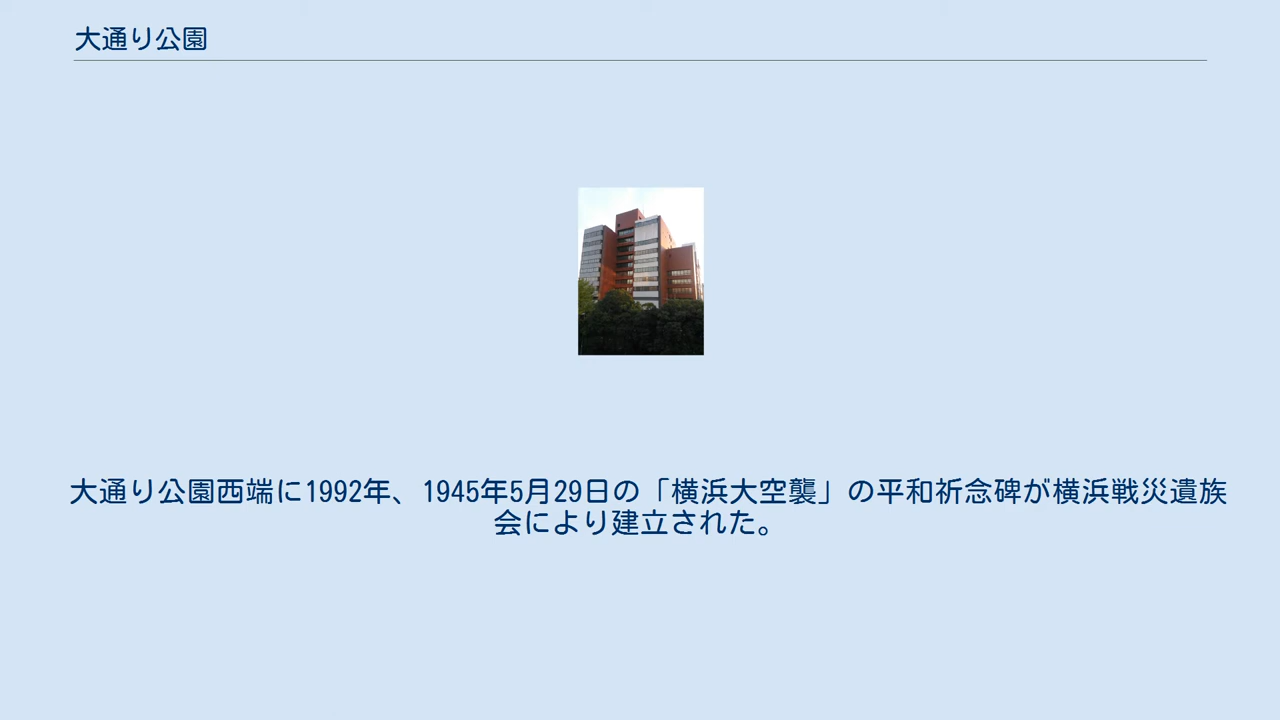 大通り公園
大通り公園西端に1992年、1945年5月29日の「横浜大空襲」の平和祈念碑が横浜戦災遺族
会により建立された。